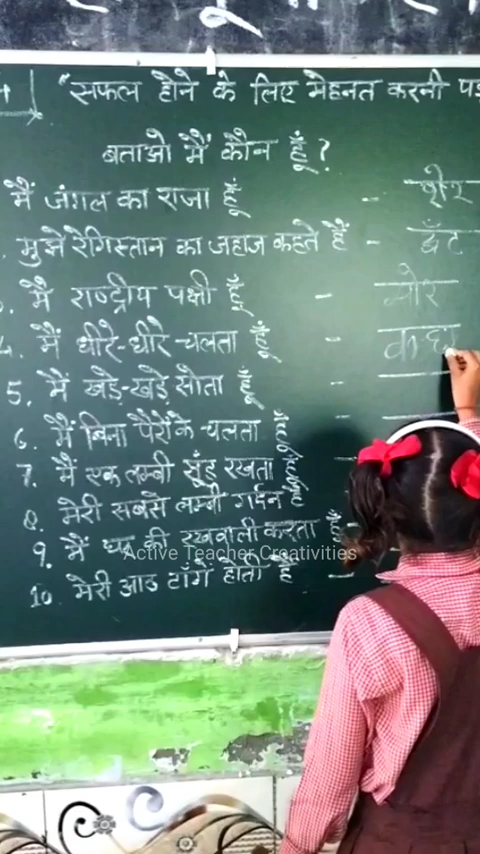 "सफल होने के लिए मेहनत करनी
बताओ मैं कौन हूँ?
मैं जंगल का राजा हूँ - शेर
. मुझे रेगिस्तान का जहाज कहते हैं -
. मैं राष्ट्रीय पक्षी हूँ - मोर
4. मैं धीरे-धीरे चलता हूँ - कछ
5. मैं खड़े-खड़े सोता हूँ -
6. मैं बिना पैरों के चलता हूँ -
7. मैं एक लम्बी सूँड रखता हूँ -
8. मेरी सबसे लम्बी गर्दन है
9. मैं घर की रखवाली करता हूँ
Active Teacher Creativities
10. मेरी आठ टाँगें होती हैं -